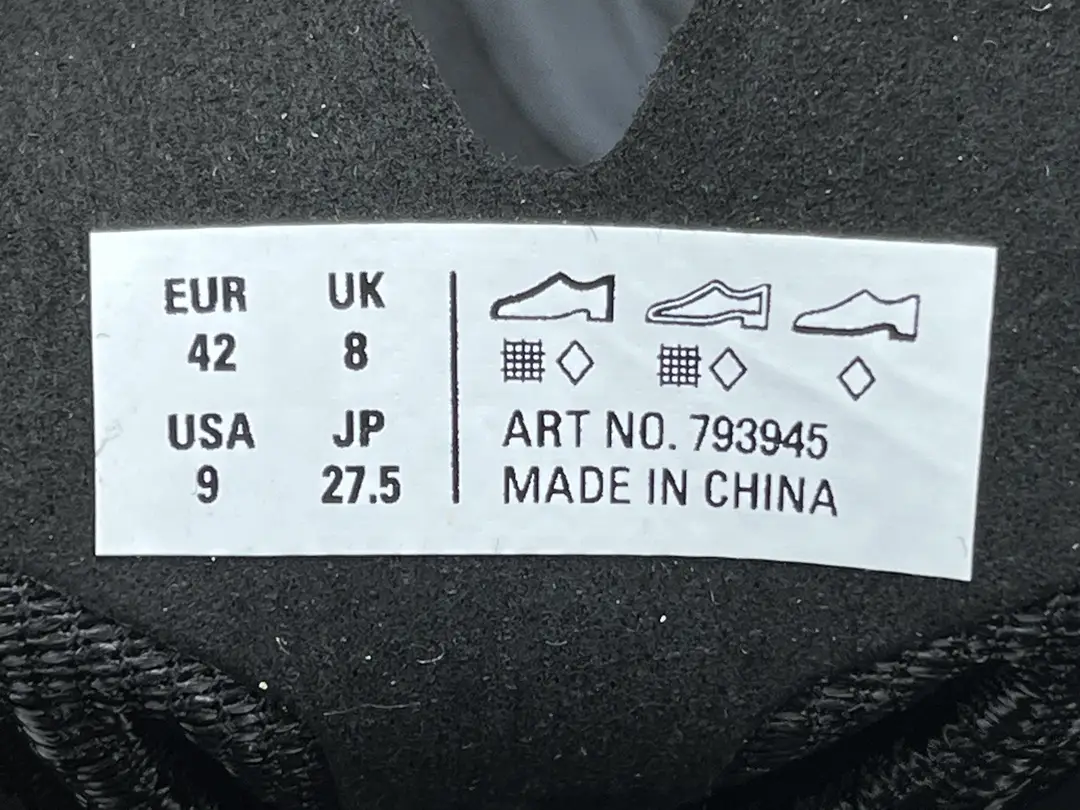 EUR UK
42 8
USA JP
9 27.5
ART NO. 793945
MADE IN CHINA